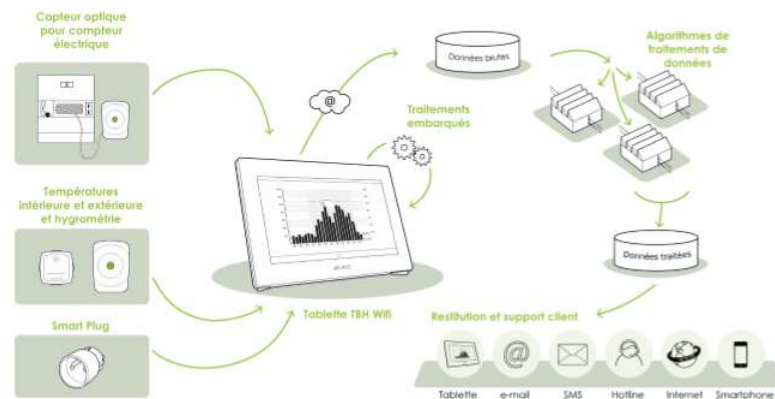 Capteur optique
pour compteur
électrique
Températures
intérieure et extérieure
et hygrométrie
Smart Plug
@
Traitements
embarqués
Tablette TBH Wifi
Données brutes
Algorithmes de
traitements de
données
Données traitées
Restitution et support client
@
Tablette
e-mail
SMS
Hotline
Internet
Smartphone